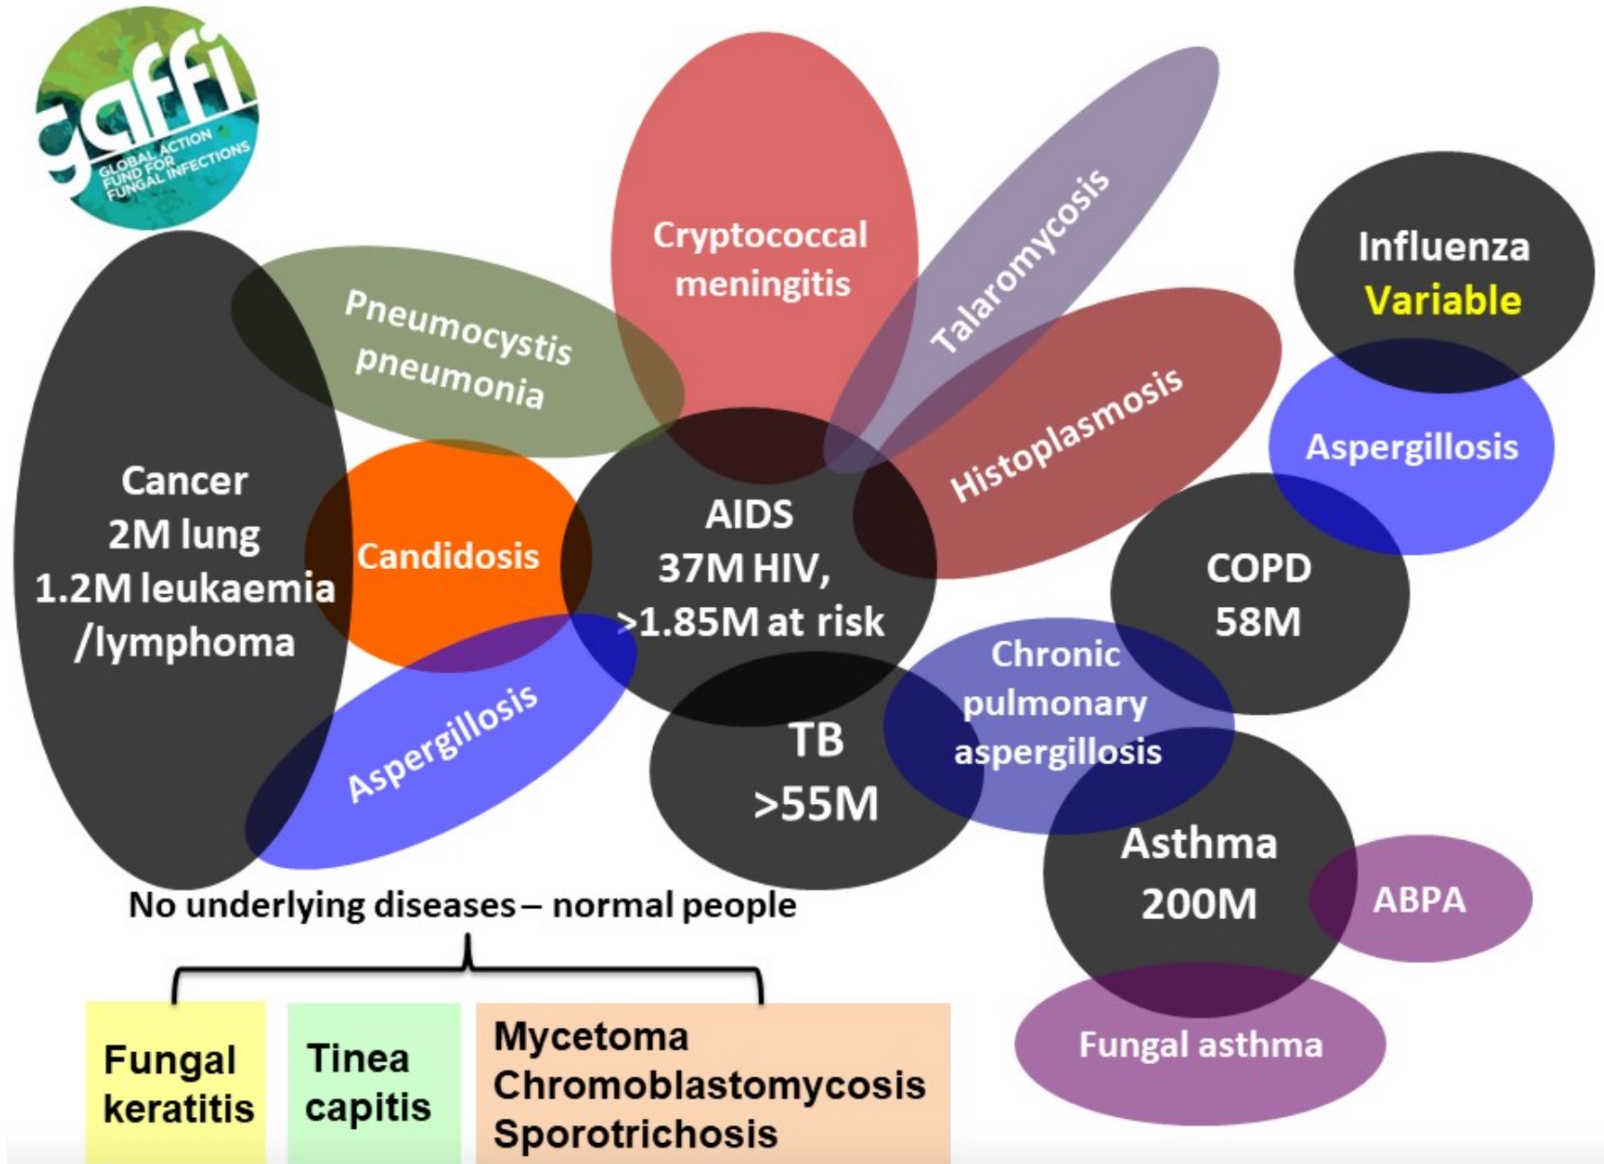 gaffi
GLOBAL ACTION
FUND FOR
FUNGAL INFECTIONS
Cryptococcal
meningitis
Talaromycosis
Influenza
Variable
Pneumocystis
pneumonia
Histoplasmosis
Aspergillosis
Cancer
2M lung
1.2M leukaemia
/lymphoma
Candidosis
AIDS
37M HIV,
>1.85M at risk
COPD
58M
Aspergillosis
TB
>55M
Chronic
pulmonary
aspergillosis
Asthma
200M
ABPA
Fungal asthma
No underlying diseases – normal people
Fungal
keratitis
Tinea
capitis
Mycetoma
Chromoblastomycosis
Sporotrichosis